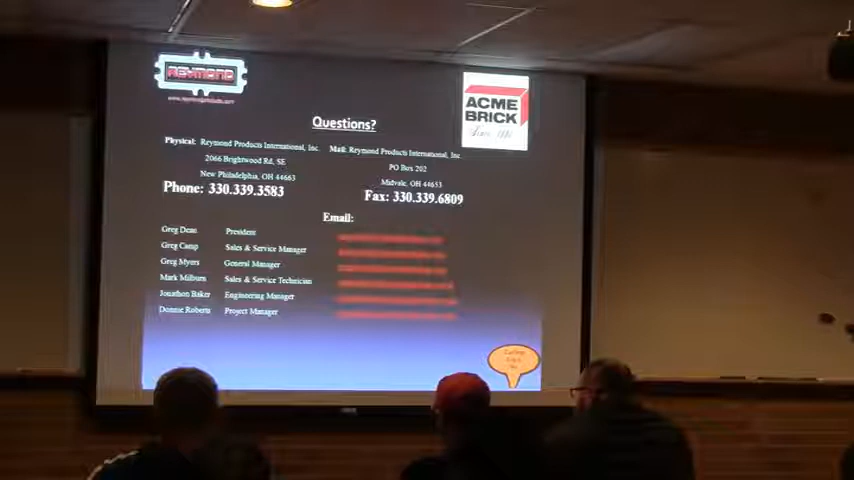 REYMOND
ACME
BRICK
Since 1891
Questions?
Physical: Reymond Products International, Inc.
2066 Brightwood Rd, SE
New Philadelphia, OH 44663
Phone: 330.339.3583
Mail: Reymond Products International, Inc.
PO Box 202
Midvale, OH 44653
Fax: 330.339.6809
Email:
Greg Dean President
Greg Camp Sales & Service Manager
Greg Myers General Manager
Mark Milburn Sales & Service Technician
Jonathon Baker Engineering Manager
Donnie Roberts Project Manager